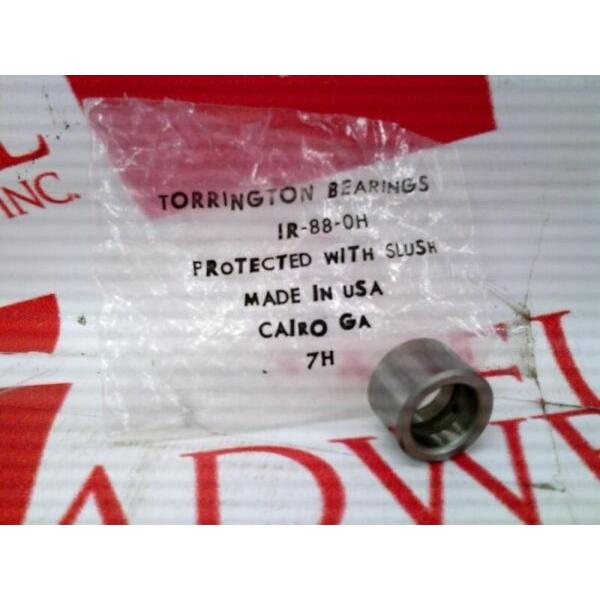 TORRINGTON BEARINGS
IR-88-OH
PROTECTED WITH SLUSH
MADE IN USA
CAIRO GA
7H
INC.